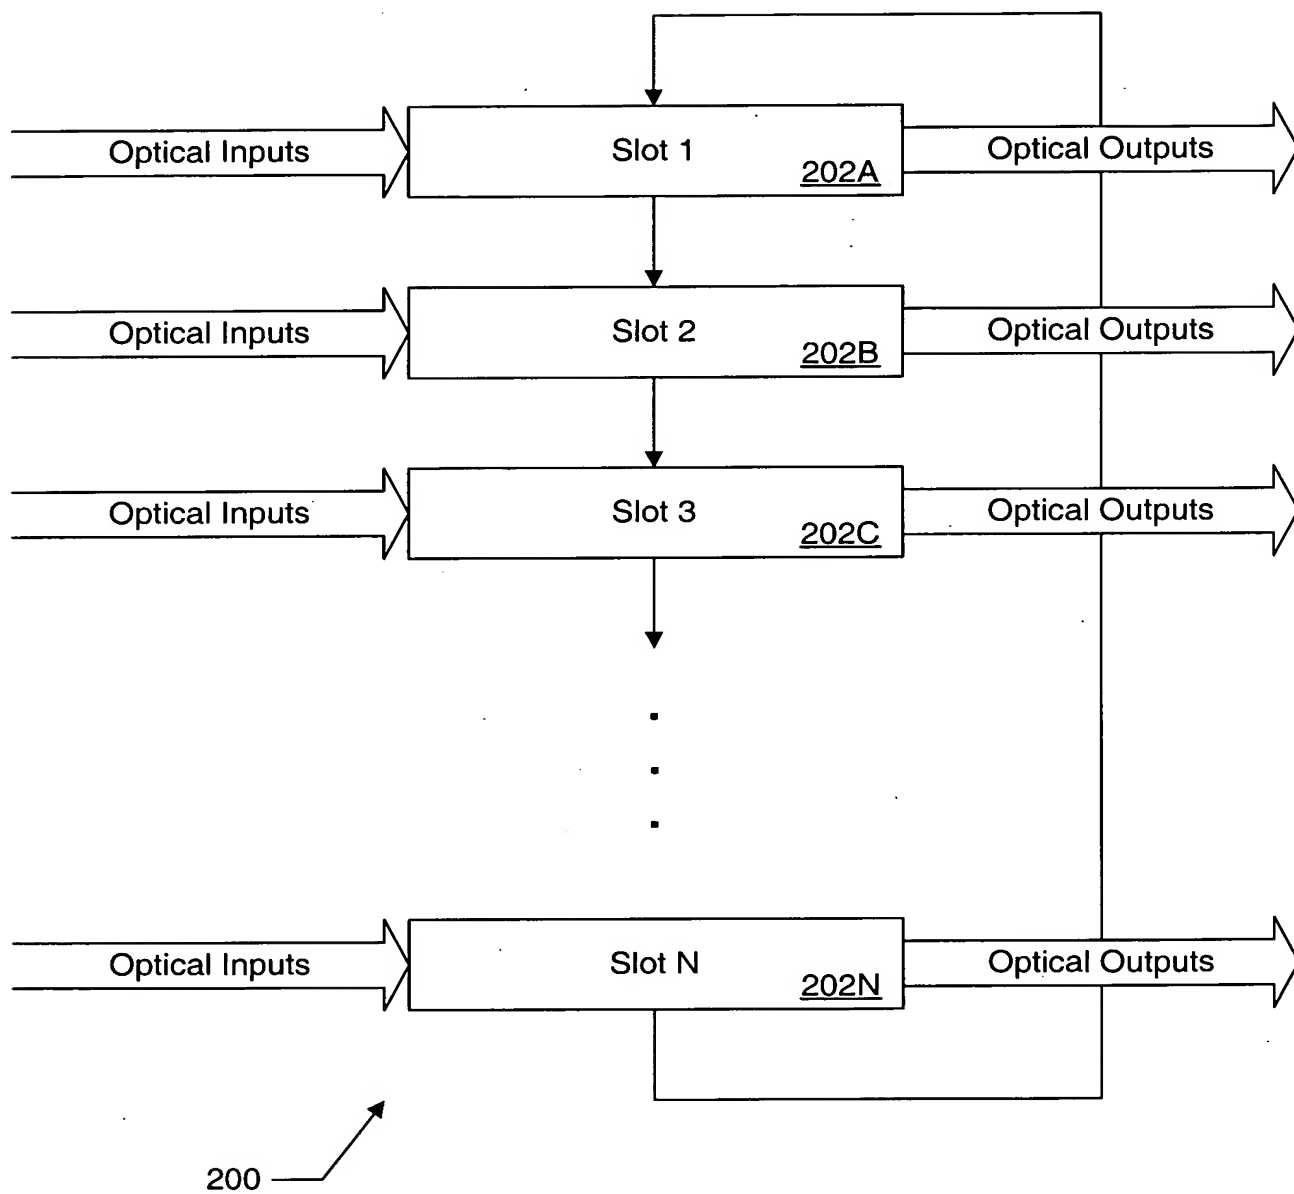 Optical Inputs
Slot 1
202A
Optical Outputs
Optical Inputs
Slot 2
202B
Optical Outputs
Optical Inputs
Slot 3
202C
Optical Outputs
Optical Inputs
Slot N
202N
Optical Outputs
200